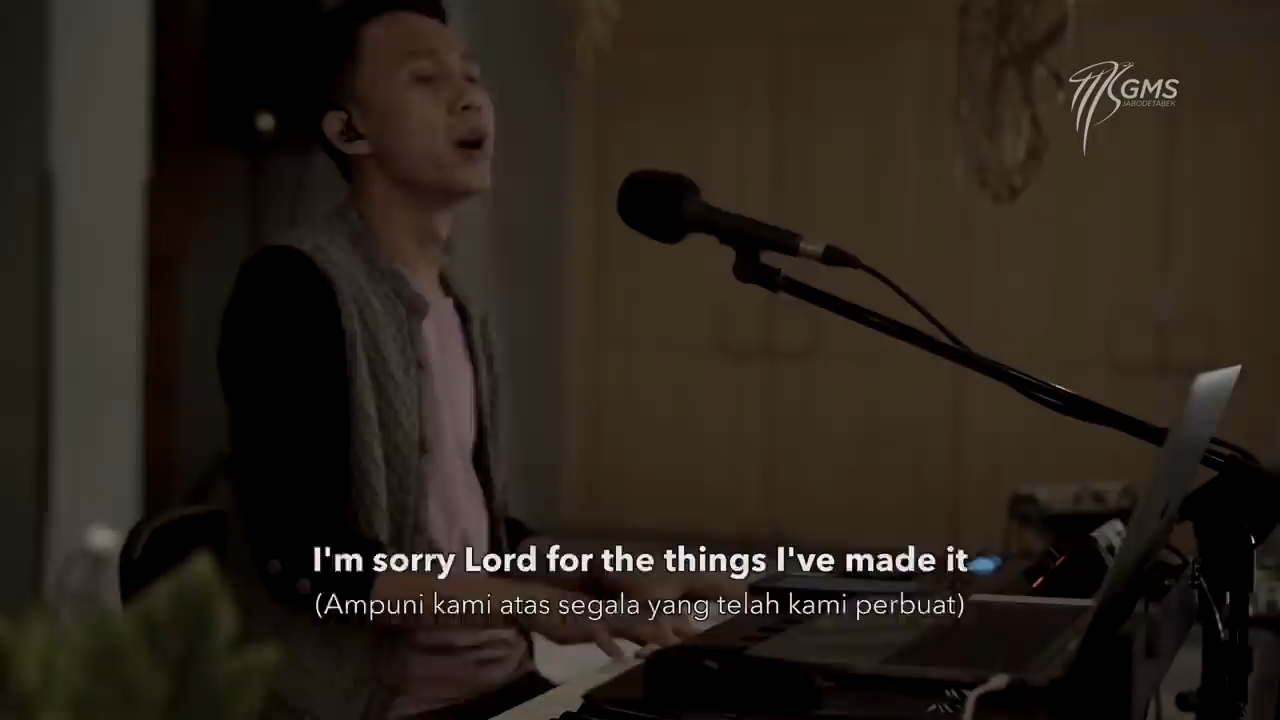 GMS
JABODETABEK
I'm sorry Lord for the things I've made it
(Ampuni kami atas segala yang telah kami perbuat)